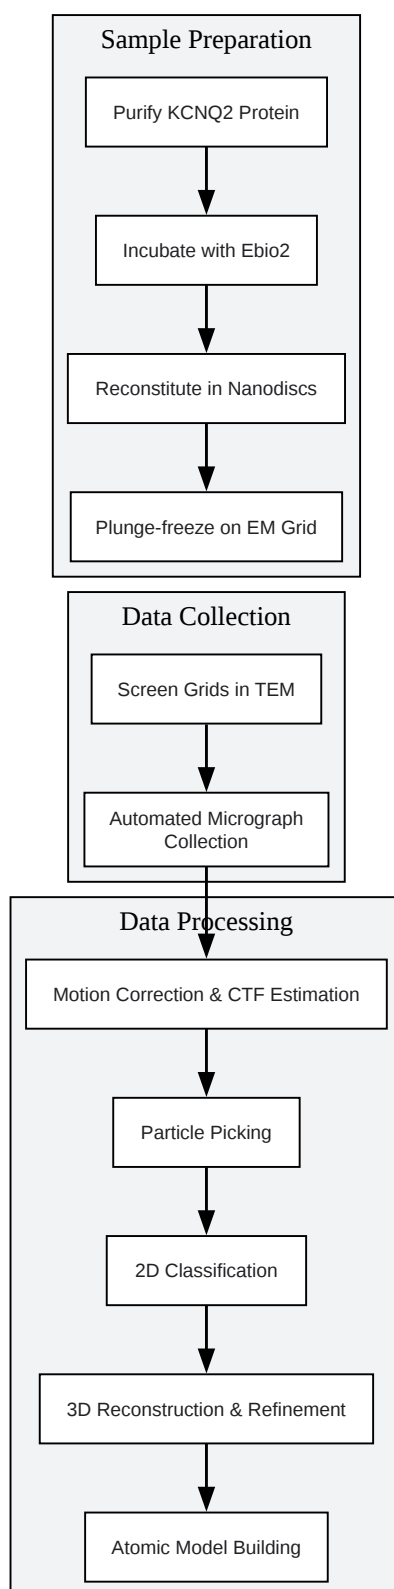 Sample Preparation
Purify KCNQ2 Protein
Incubate with Ebio2
Reconstitute in Nanodiscs
Plunge-freeze on EM Grid
Data Collection
Screen Grids in TEM
Automated Micrograph
Collection
Data Processing
Motion Correction & CTF Estimation
Particle Picking
2D Classification
3D Reconstruction & Refinement
Atomic Model Building